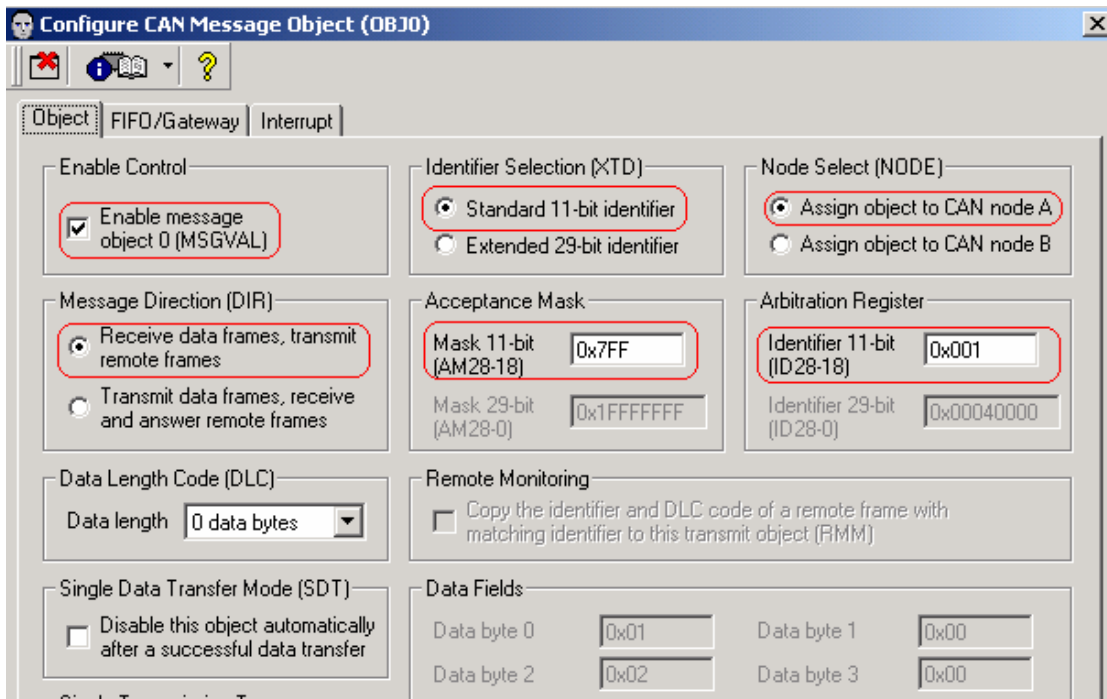 Configure CAN Message Object (OBJ0)
Object FIFO/Gateway Interrupt
Enable Control
Enable message
object 0 (MSGVAL)
Identifier Selection (XTD)
Standard 11-bit identifier
Extended 29-bit identifier
Node Select (NODE)
Assign object to CAN node A
Assign object to CAN node B
Message Direction (DIR)
Receive data frames, transmit
remote frames
Transmit data frames, receive
and answer remote frames
Acceptance Mask
Mask 11-bit
(AM28-18)
0x7FF
Mask 29-bit
(AM28-0)
0x1FFFFFFF
Arbitration Register
Identifier 11-bit
(ID28-18)
0x001
Identifier 29-bit
(ID28-0)
0x00040000
Data Length Code (DLC)
Data length 0 data bytes
Remote Monitoring
Copy the identifier and DLC code of a remote frame with
matching identifier to this transmit object (RMM)
Single Data Transfer Mode (SDT)
Disable this object automatically
after a successful data transfer
Data Fields
Data byte 0 0x01 Data byte 1 0x00
Data byte 2 0x02 Data byte 3 0x00